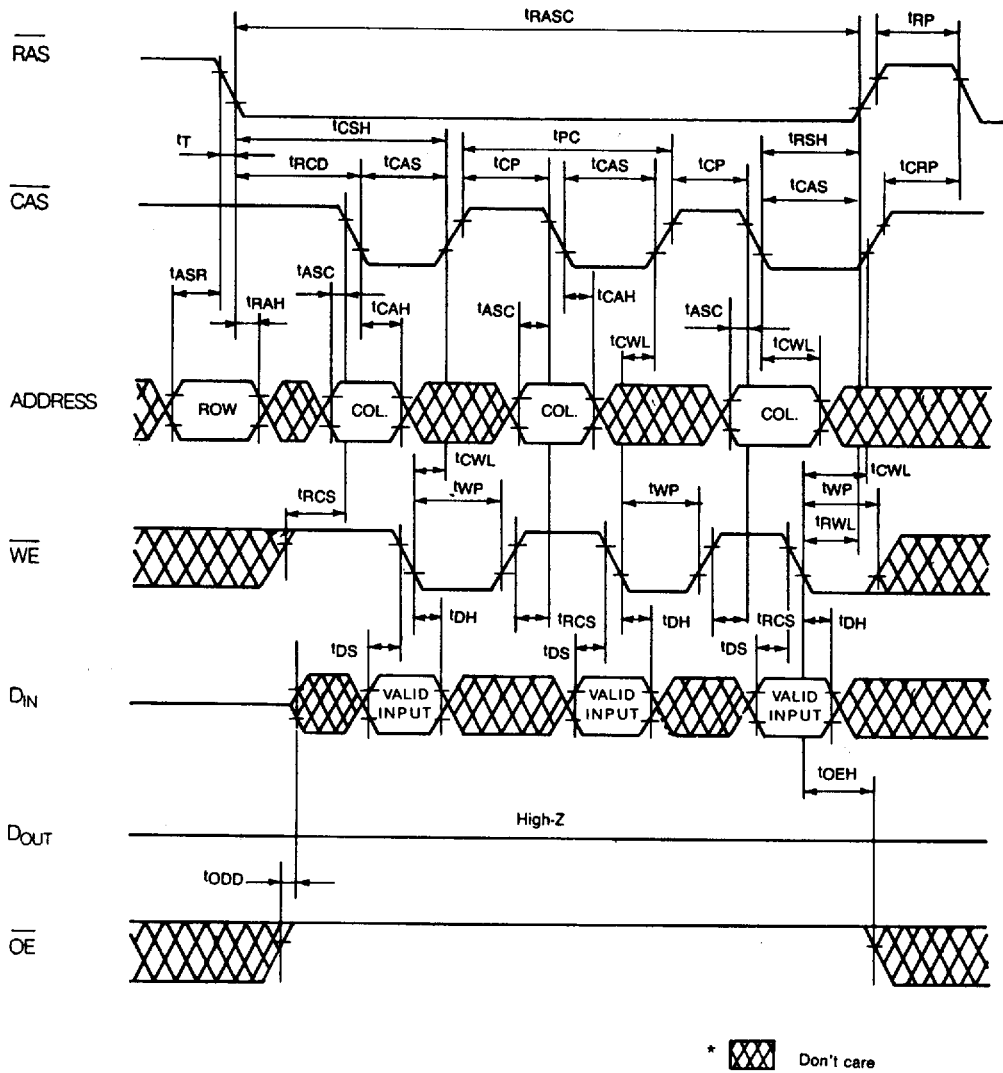 tRASC
tRP
RAS
tCSH
tPC
tRSH
tT
tRCD
tCAS
tCP
tCAS
tCP
tCAS
tCRP
CAS
tASR
tRAH
tASC
tCAH
tASC
tCAH
tASC
tCWL
tCWL
ADDRESS
ROW
COL.
COL.
COL.
tCWL
tCWL
tRCS
tWP
tWP
tWP
tRWL
WE
tDH
tRCS
tDH
tRCS
tDH
tDS
tDS
tDS
DIN
VALID INPUT
VALID INPUT
VALID INPUT
tOEH
High-Z
DOUT
tODD
OE
* Don't care